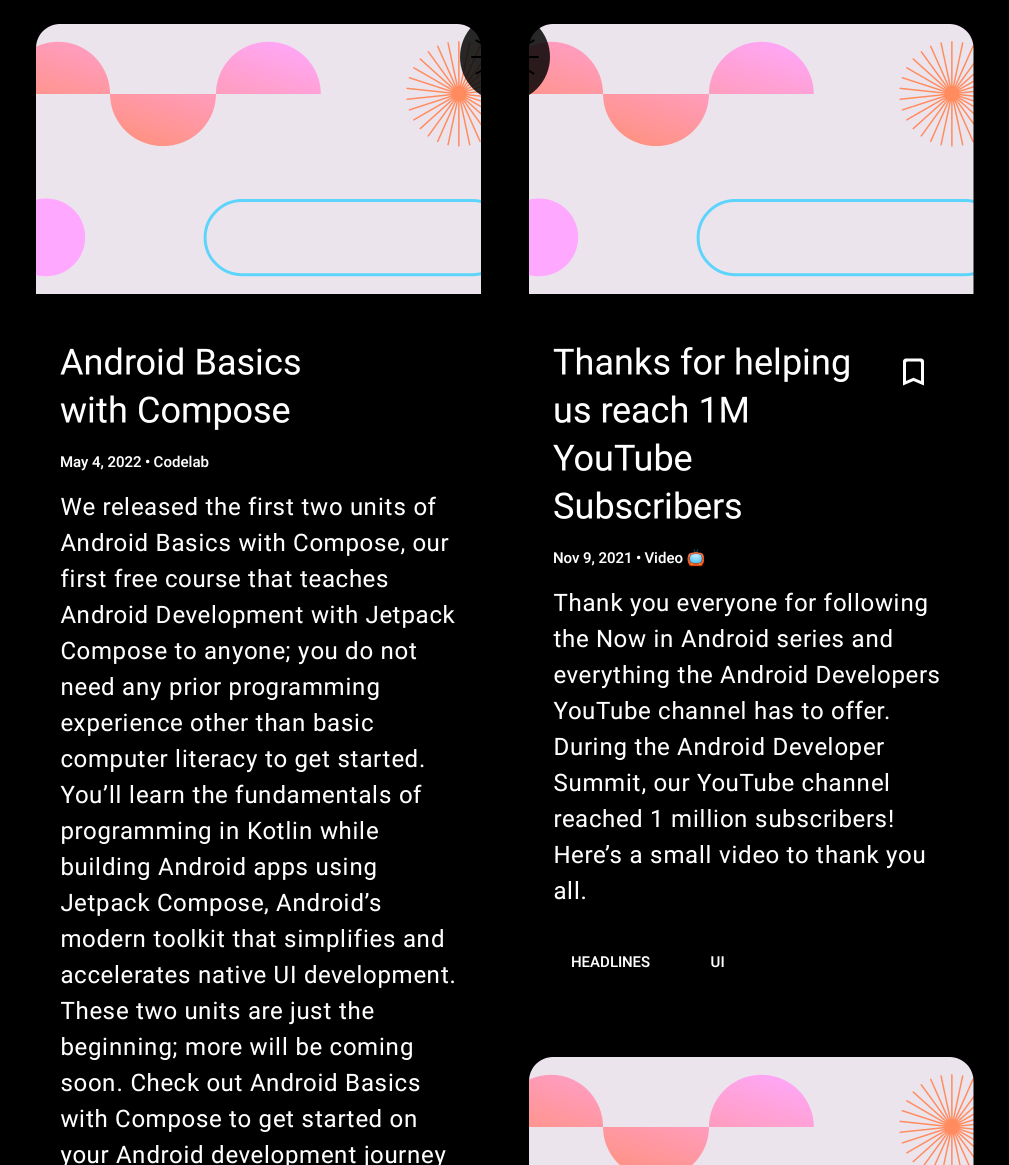 Android Basics
with Compose
May 4, 2022 • Codelab
We released the first two units of
Android Basics with Compose, our
first free course that teaches
Android Development with Jetpack
Compose to anyone; you do not
need any prior programming
experience other than basic
computer literacy to get started.
You’ll learn the fundamentals of
programming in Kotlin while
building Android apps using
Jetpack Compose, Android’s
modern toolkit that simplifies and
accelerates native UI development.
These two units are just the
beginning; more will be coming
soon. Check out Android Basics
with Compose to get started on
your Android development journey
Thanks for helping
us reach 1M
YouTube
Subscribers
Nov 9, 2021 • Video 📺
Thank you everyone for following
the Now in Android series and
everything the Android Developers
YouTube channel has to offer.
During the Android Developer
Summit, our YouTube channel
reached 1 million subscribers!
Here’s a small video to thank you
all.
HEADLINES UI